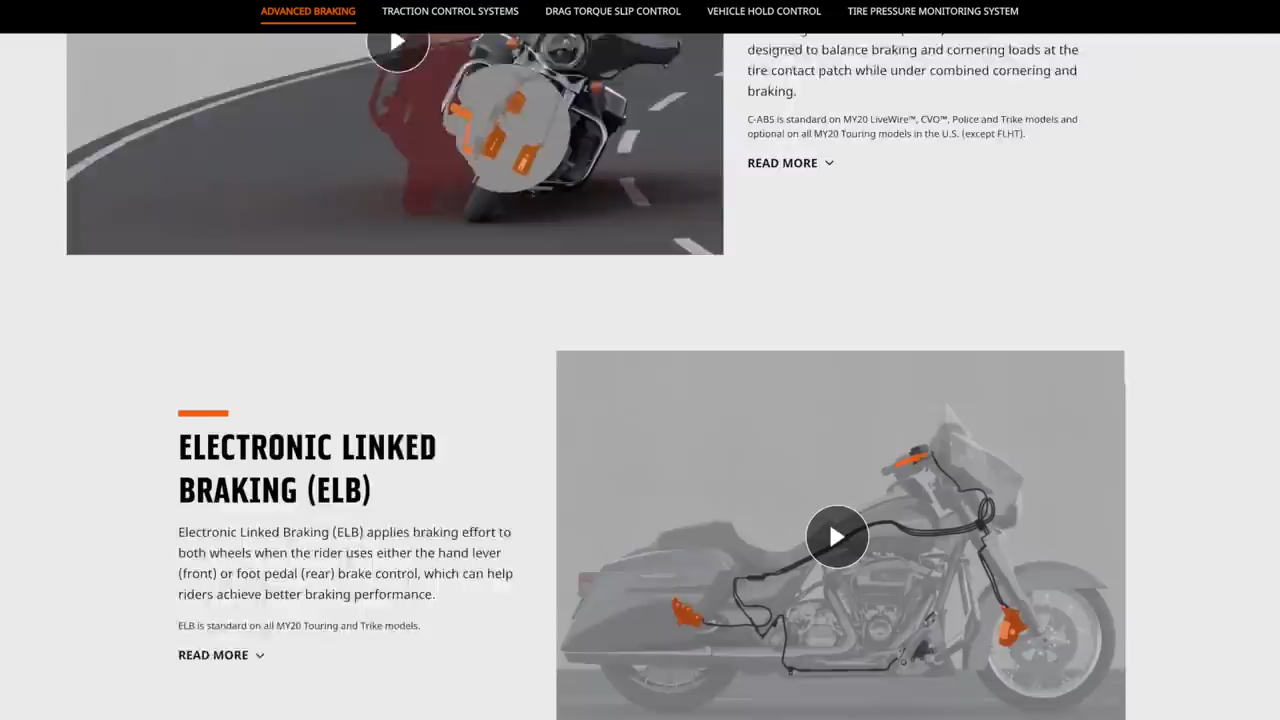 ADVANCED BRAKING TRACTION CONTROL SYSTEMS DRAG TORQUE SLIP CONTROL VEHICLE HOLD CONTROL TIRE PRESSURE MONITORING SYSTEM
designed to balance braking and cornering loads at the
tire contact patch while under combined cornering and
braking.
C-ABS is standard on MY20 LiveWire™, CVO™, Police and Trike models and
optional on all MY20 Touring models in the U.S. (except FLHT).
READ MORE
ELECTRONIC LINKED
BRAKING (ELB)
Electronic Linked Braking (ELB) applies braking effort to
both wheels when the rider uses either the hand lever
(front) or foot pedal (rear) brake control, which can help
riders achieve better braking performance.
ELB is standard on all MY20 Touring and Trike models.
READ MORE